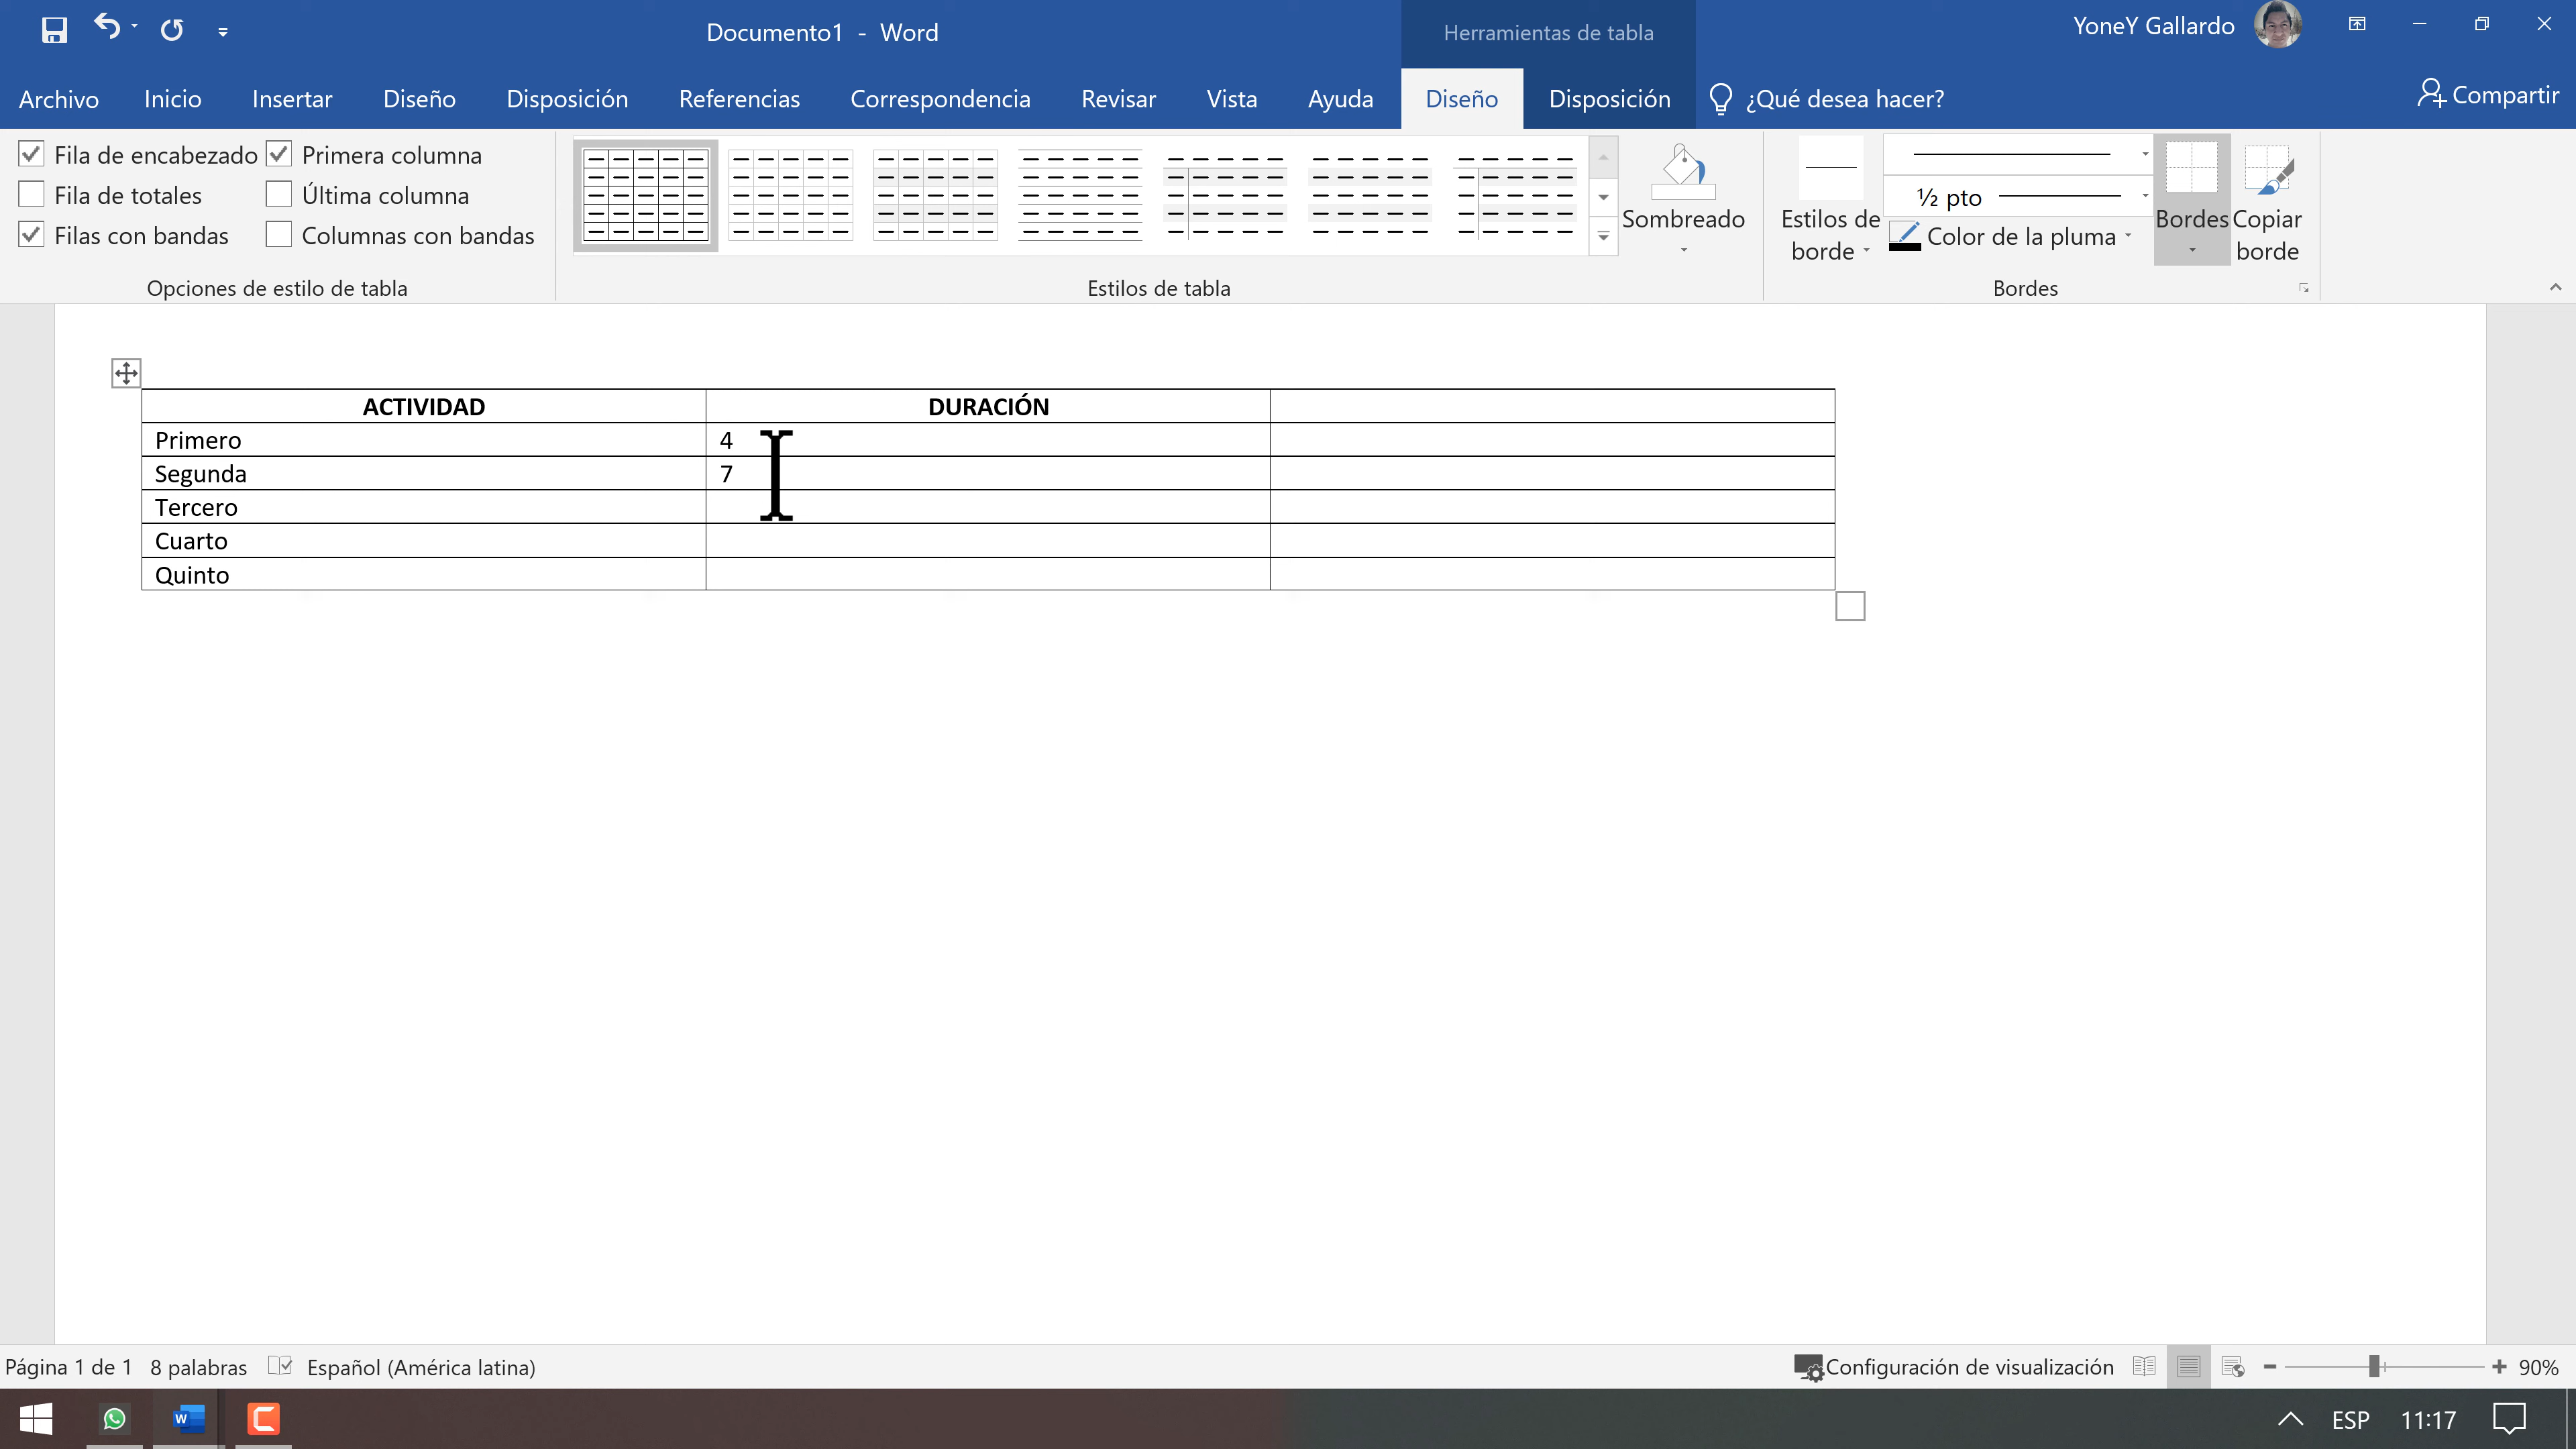 Documento1 - Word
Herramientas de tabla
YoneY Gallardo
Archivo Inicio Insertar Diseño Disposición Referencias Correspondencia Revisar Vista Ayuda Diseño Disposición ¿Qué desea hacer? Compartir
Fila de encabezado Primera columna
Fila de totales Última columna
Filas con bandas Columnas con bandas
Opciones de estilo de tabla
Estilos de tabla
Sombreado
Estilos de borde
½ pto
Color de la pluma
Bordes
Copiar borde
Bordes
ACTIVIDAD DURACIÓN
Primero 4
Segunda 7
Tercero
Cuarto
Quinto
Página 1 de 1 8 palabras Español (América latina) Configuración de visualización 90%
ESP 11:17